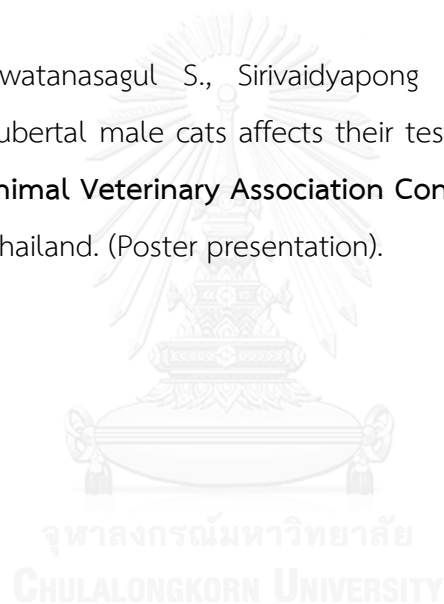 watanasagul S., Sirivaidyapong
ubertal male cats affects their tes
nimal Veterinary Association Con
hailand. (Poster presentation).
จุฬาลงกรณ์มหาวิทยาลัย
CHULALONGKORN UNIVERSITY